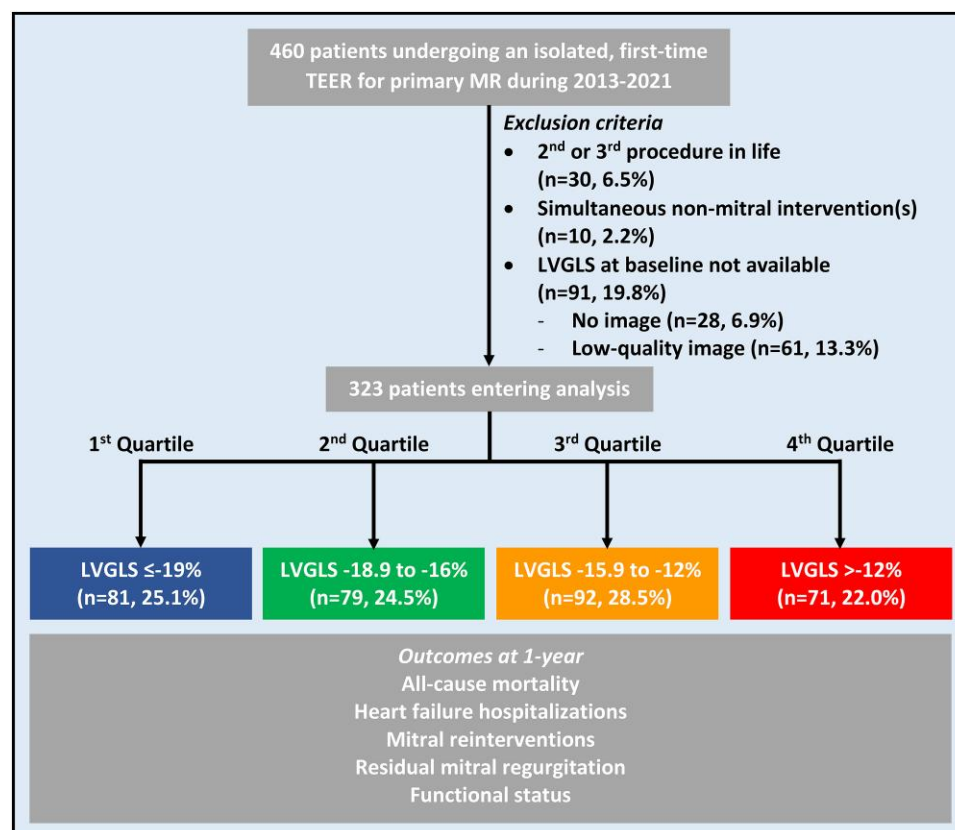 460 patients undergoing an isolated, first-time
TEER for primary MR during 2013-2021
Exclusion criteria
• 2nd or 3rd procedure in life
(n=30, 6.5%)
• Simultaneous non-mitral intervention(s)
(n=10, 2.2%)
• LVGLS at baseline not available
(n=91, 19.8%)
- No image (n=28, 6.9%)
- Low-quality image (n=61, 13.3%)
323 patients entering analysis
1st Quartile
2nd Quartile
3rd Quartile
4th Quartile
LVGLS ≤-19%
(n=81, 25.1%)
LVGLS -18.9 to -16%
(n=79, 24.5%)
LVGLS -15.9 to -12%
(n=92, 28.5%)
LVGLS >-12%
(n=71, 22.0%)
Outcomes at 1-year
All-cause mortality
Heart failure hospitalizations
Mitral reinterventions
Residual mitral regurgitation
Functional status